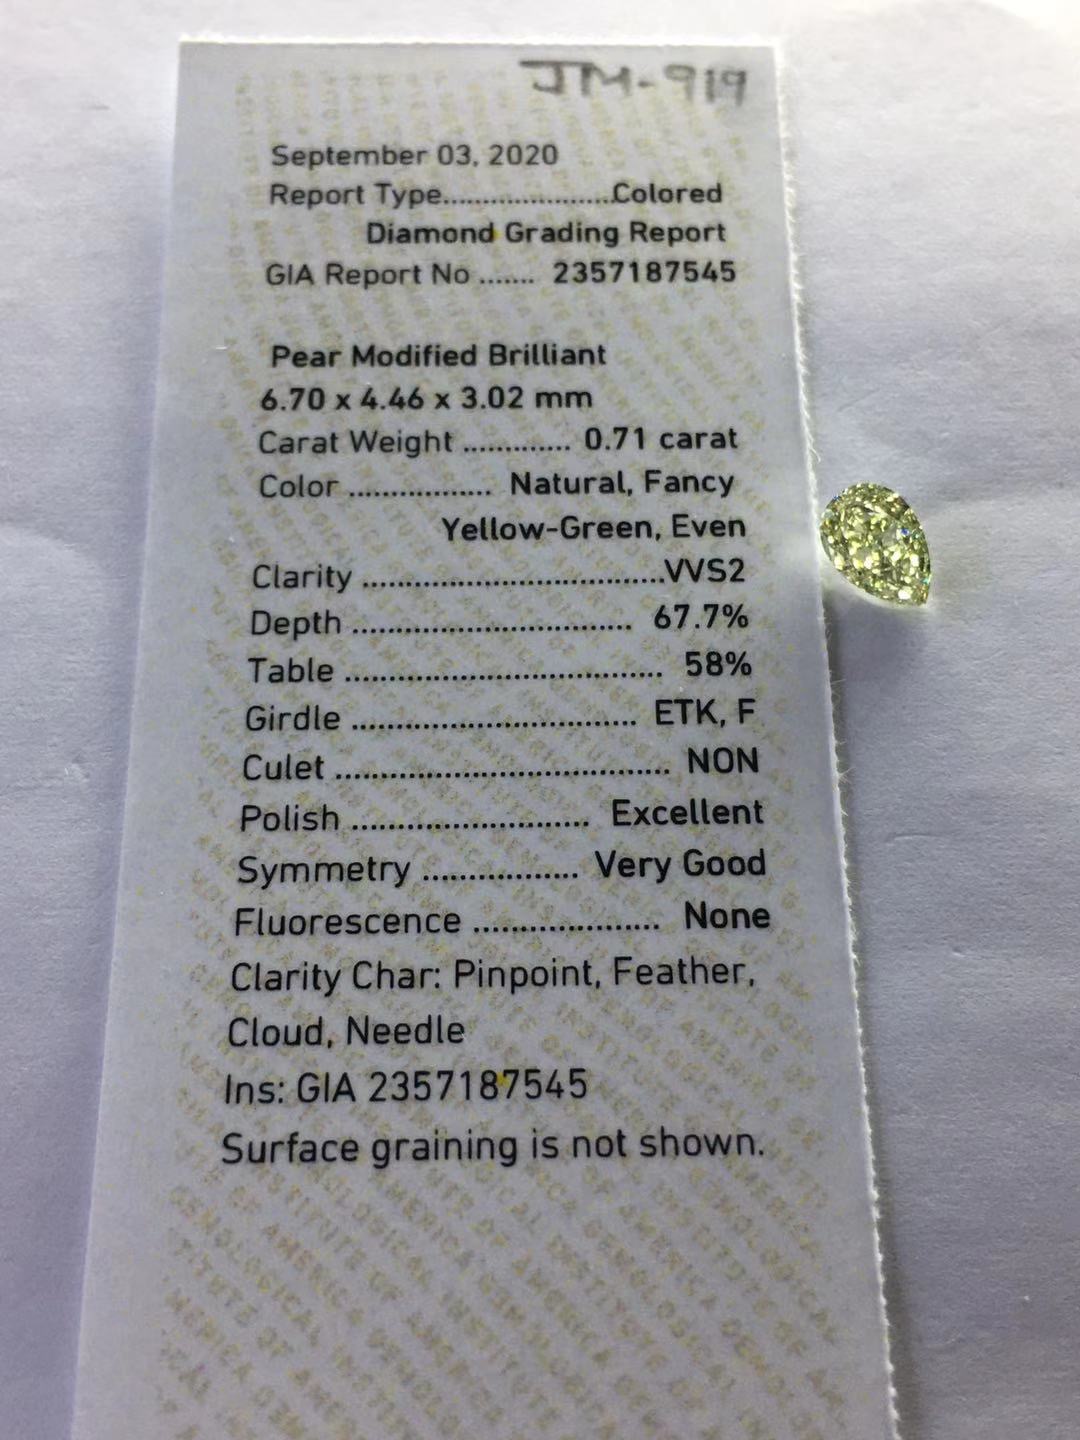 JM-919
September 03, 2020
Report Type.....................Colored
Diamond Grading Report
GIA Report No ....... 2357187545
Pear Modified Brilliant
6.70 x 4.46 x 3.02 mm
Carat Weight ............. 0.71 carat
Color .................. Natural, Fancy
Yellow-Green, Even
Clarity ..................................VVS2
Depth ................................ 67.7%
Table .................................... 58%
Girdle ................................ ETK, F
Culet ...................................... NON
Polish ........................... Excellent
Symmetry .................. Very Good
Fluorescence ..................... None
Clarity Char: Pinpoint, Feather,
Cloud, Needle
Ins: GIA 2357187545
Surface graining is not shown.